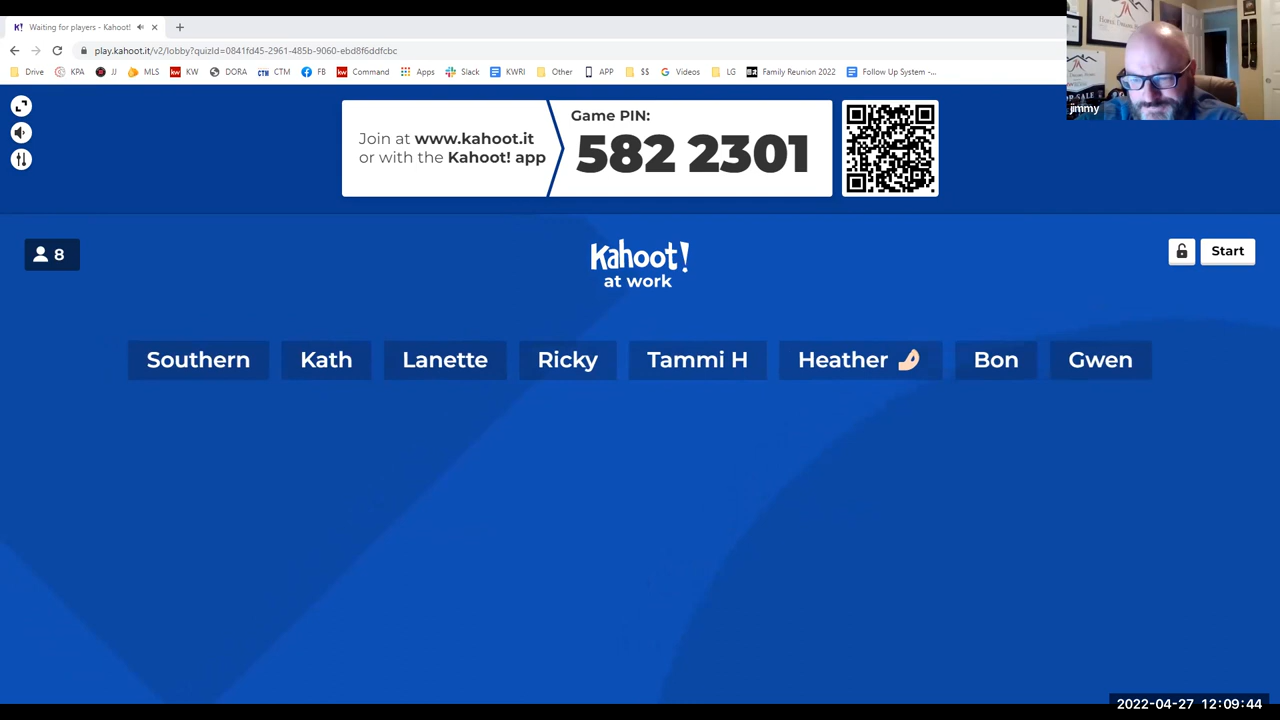 Waiting for players - Kahoot!
play.kahoot.it/v2/lobby?quizId=0841fd45-2961-485b-9060-ebd8f6ddfcbc
Drive KPA JJ MLS KW DORA CTM FB Command Apps Slack KWRI Other APP $$ Videos LG Family Reunion 2022 Follow Up System -...
jimmy
Join at www.kahoot.it
or with the Kahoot! app
Game PIN:
582 2301
8
Kahoot!
at work
Start
Southern Kath Lanette Ricky Tammi H Heather Bon Gwen
2022-04-27 12:09:44